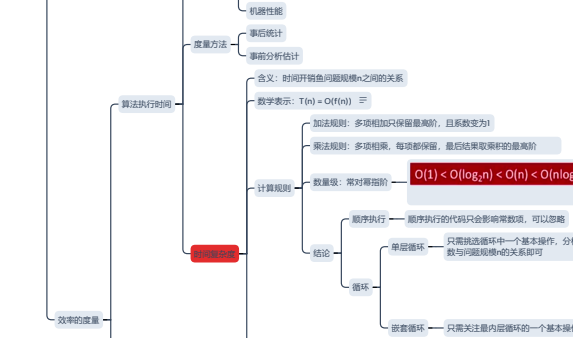 机器性能
事后统计
度量方法
事前分析估计
含义：时间开销鱼问题规模n之间的关系
算法执行时间
数学表示：T(n) = O(f(n))
加法规则：多项相加只保留最高阶，且系数变为1
乘法规则：多项相乘，每项都保留，最后结果取乘积的最高阶
数量级：常对幂指阶
O(1) < O(log₂n) < O(n) < O(nlog
计算规则
顺序执行
顺序执行的代码只会影响常数项，可以忽略
时间复杂度
结论
单层循环
只需挑选循环中一个基本操作，分析
数与问题规模n的关系即可
循环
效率的度量
嵌套循环
只需关注最内层循环的一个基本操作